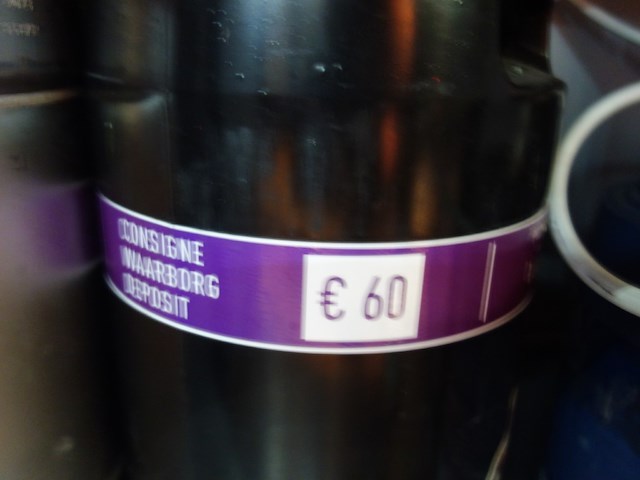 CONSIGNE
WAARBORG
DEPOSIT
€ 60